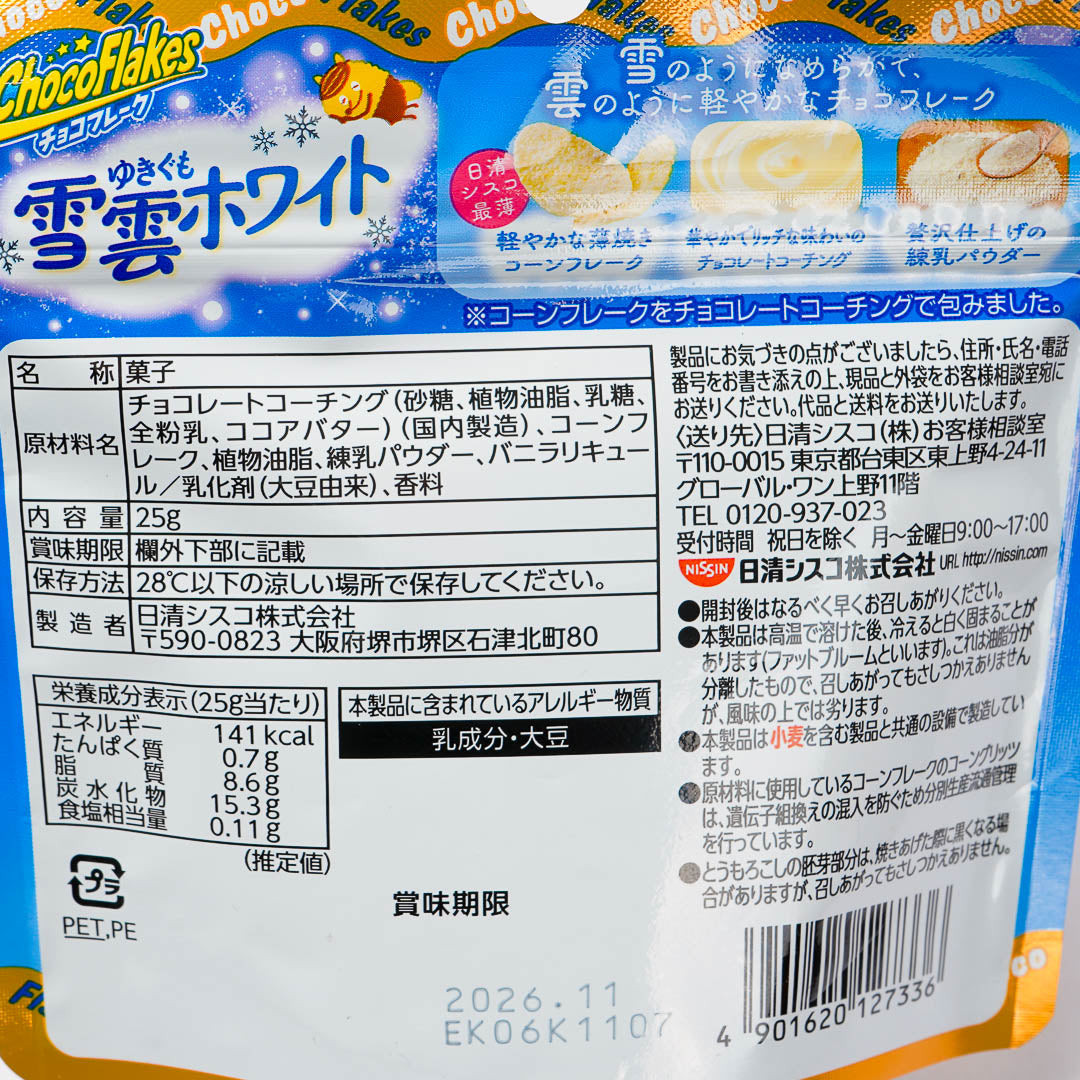 ChocoFlakes
チョコフレーク
ゆきぐも
雪雲ホワイト
雪のようになめらかで、
雲のように軽やかなチョコフレーク
日清
シスコ
最薄
軽やかな薄焼き
コーンフレーク
華やかでリッチな味わいの
チョコレートコーチング
贅沢仕上げの
練乳パウダー
※コーンフレークをチョコレートコーチングで包みました。
名称 菓子
原材料名 チョコレートコーチング(砂糖、植物油脂、乳糖、
全粉乳、ココアバター)(国内製造)、コーンフ
レーク、植物油脂、練乳パウダー、バニラリキュー
ル/乳化剤(大豆由来)、香料
内容量 25g
賞味期限 欄外下部に記載
保存方法 28℃以下の涼しい場所で保存してください。
製造者 日清シスコ株式会社
〒590-0823 大阪府堺市堺区石津北町80
栄養成分表示(25g当たり)
エネルギー 141kcal
たんぱく質 0.7g
脂質 8.6g
炭水化物 15.3g
食塩相当量 0.11g
(推定値)
本製品に含まれているアレルギー物質
乳成分・大豆
プラ
PET,PE
賞味期限
2026.11
EK06K1107
製品にお気づきの点がございましたら、住所・氏名・電話
番号をお書き添えの上、現品と外袋をお客様相談室宛に
お送りください。代品と送料をお送りいたします。
〈送り先〉日清シスコ(株)お客様相談室
〒110-0015 東京都台東区東上野4-24-11
グローバル・ワン上野11階
TEL 0120-937-023
受付時間 祝日を除く 月～金曜日9:00～17:00
NISSIN 日清シスコ株式会社 URL http://nissin.com
●開封後はなるべく早くお召しあがりください。
●本製品は高温で溶けた後、冷えると白く固まることが
あります(ファットブルームといいます)。これは油脂分が
分離したもので、召しあがってもさしつかえありません
が、風味の上では劣ります。
●本製品は小麦を含む製品と共通の設備で製造してい
ます。
●原材料に使用しているコーンフレークのコーングリッツ
は、遺伝子組換えの混入を防ぐため分別生産流通管理
を行っています。
●とうもろこしの胚芽部分は、焼きあげた際に黒くなる場
合がありますが、召しあがってもさしつかえありません。
4 901620 127336